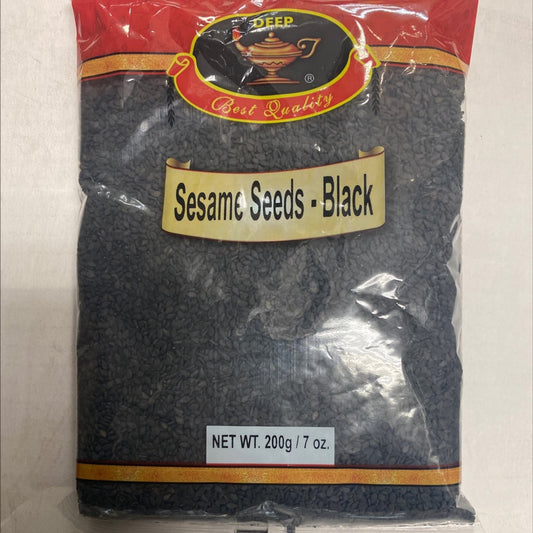 DEEP
®
Best Quality
Sesame Seeds - Black
NET WT. 200g / 7 oz.